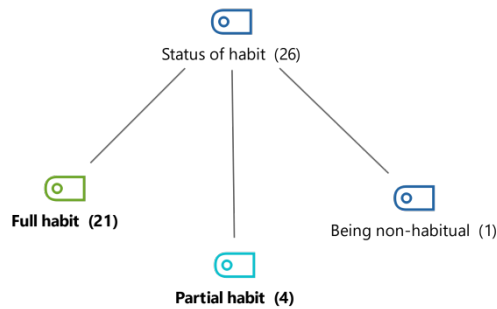 Status of habit (26)
Full habit (21)
Being non-habitual (1)
Partial habit (4)